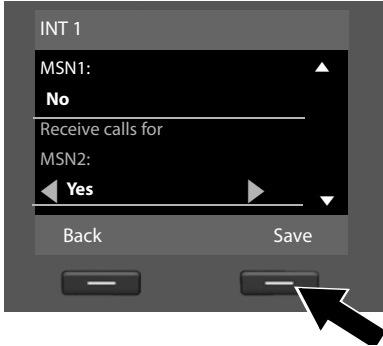 INT 1
MSN1:
No
Receive calls for
MSN2:
Yes
Back Save